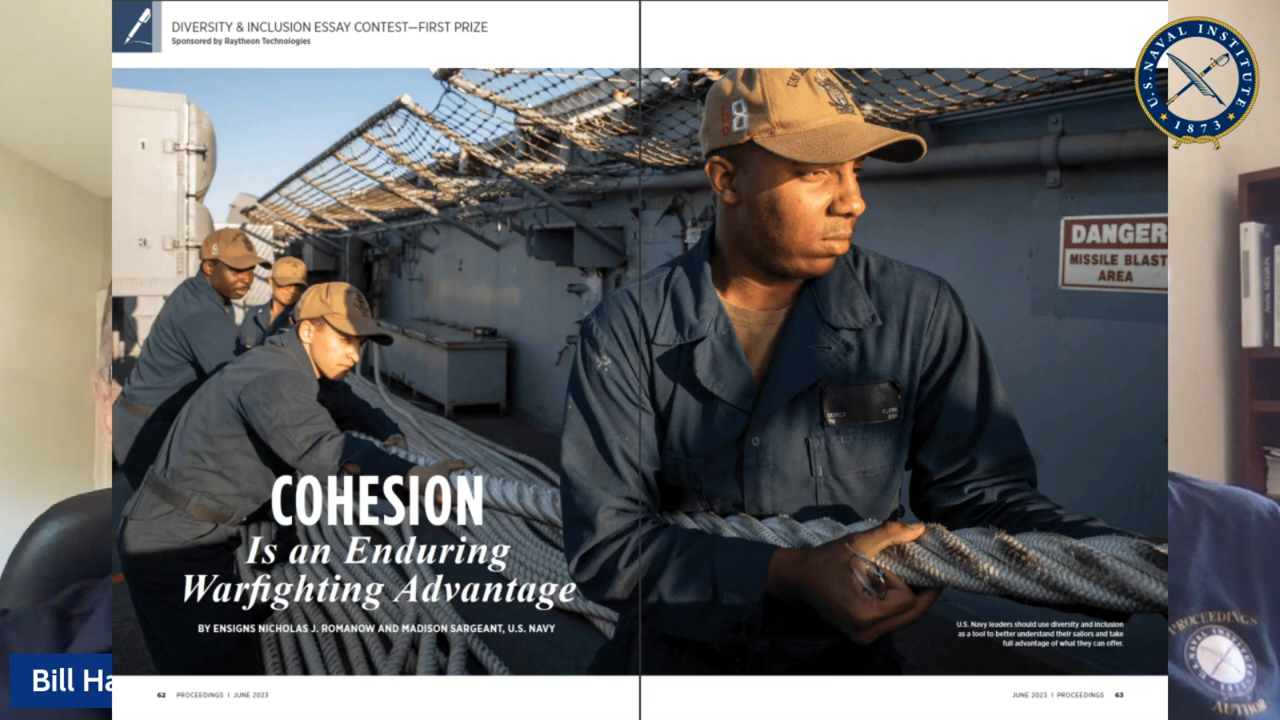 DIVERSITY & INCLUSION ESSAY CONTEST—FIRST PRIZE
Sponsored by Raytheon Technologies
U.S. NAVAL INSTITUTE
1873
8
DANGER
MISSILE BLAST
AREA
COHESION
Is an Enduring
Warfighting Advantage
BY ENSIGNS NICHOLAS J. ROMANOW AND MADISON SARGEANT, U.S. NAVY
U.S. Navy leaders should use diversity and inclusion
as a tool to better understand their sailors and take
full advantage of what they can offer.
Bill Ha
PROCEEDINGS
U.S. NAVAL INSTITUTE
AUTHOR
62 PROCEEDINGS | JUNE 2023
JUNE 2023 | PROCEEDINGS 63